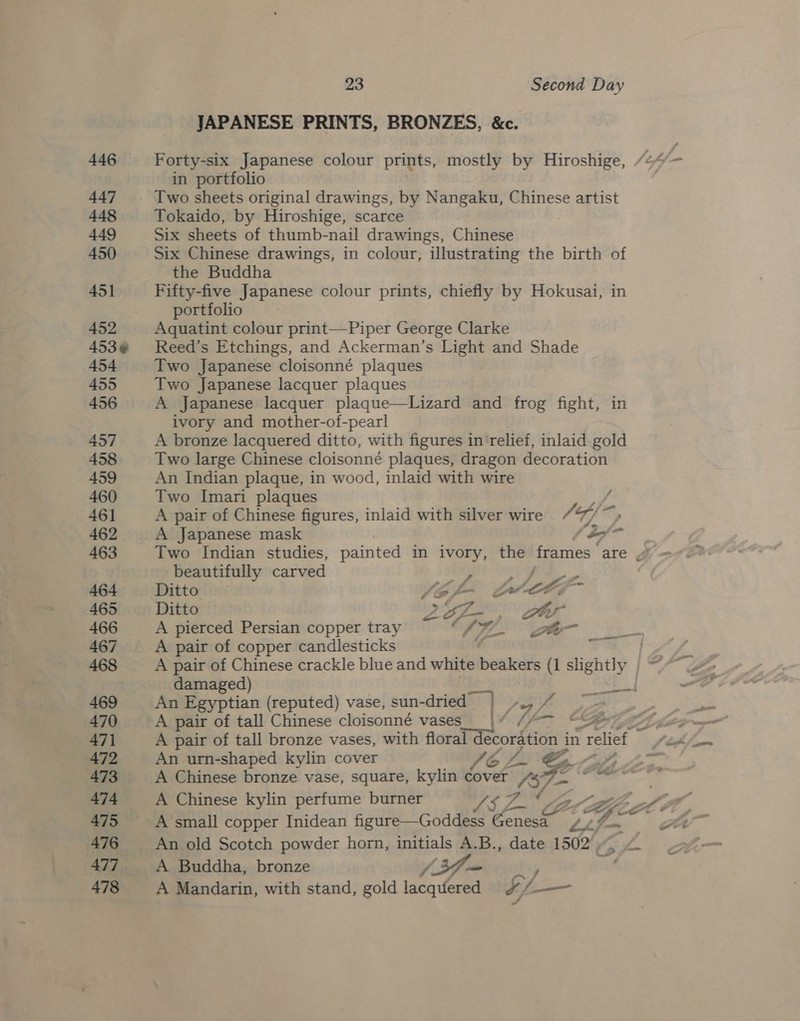 23 Second Day
JAPANESE PRINTS, BRONZES, &c.
446 Forty-six Japanese colour prints, mostly by Hiroshige,
in portfolio
447 Two sheets original drawings, by Nangaku, Chinese artist
448 Tokaido, by Hiroshige, scarce
449 Six sheets of thumb-nail drawings, Chinese
450 Six Chinese drawings, in colour, illustrating the birth of
the Buddha
451 Fifty-five Japanese colour prints, chiefly by Hokusai, in
portfolio
452 Aquatint colour print—Piper George Clarke
453 Reed's Etchings, and Ackerman's Light and Shade
454 Two Japanese cloisonné plaques
455 Two Japanese lacquer plaques
456 A Japanese lacquer plaque—Lizard and frog fight, in
ivory and mother-of-pearl
457 A bronze lacquered ditto, with figures in relief, inlaid gold
458 Two large Chinese cloisonné plaques, dragon decoration
459 An Indian plaque, in wood, inlaid with wire
460 Two Imari plaques
461 A pair of Chinese figures, inlaid with silver wire
462 A Japanese mask
463 Two Indian studies, painted in ivory, the frames are
beautifully carved
464 Ditto
465 Ditto
466 A pierced Persian copper tray
467 A pair of copper candlesticks
468 A pair of Chinese crackle blue and white beakers (1 slightly
damaged)
469 An Egyptian (reputed) vase, sun-dried
470 A pair of tall Chinese cloisonné vases
471 A pair of tall bronze vases, with floral decoration in relief
472 An urn-shaped kylin cover
473 A Chinese bronze vase, square, kylin cover
474 A Chinese kylin perfume burner
475 A small copper Inidean figure—Goddess Genesa
476 An old Scotch powder horn, initials A.B., date 1502
477 A Buddha, bronze
478 A Mandarin, with stand, gold lacquered